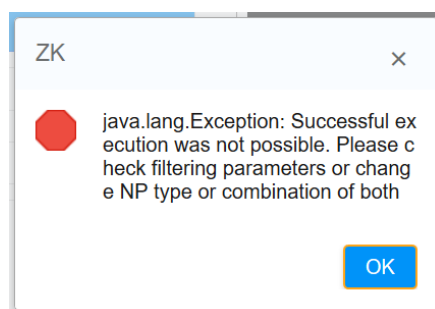 ZK
×
java.lang.Exception: Successful ex
ecution was not possible. Please c
heck filtering parameters or chang
e NP type or combination of both
OK